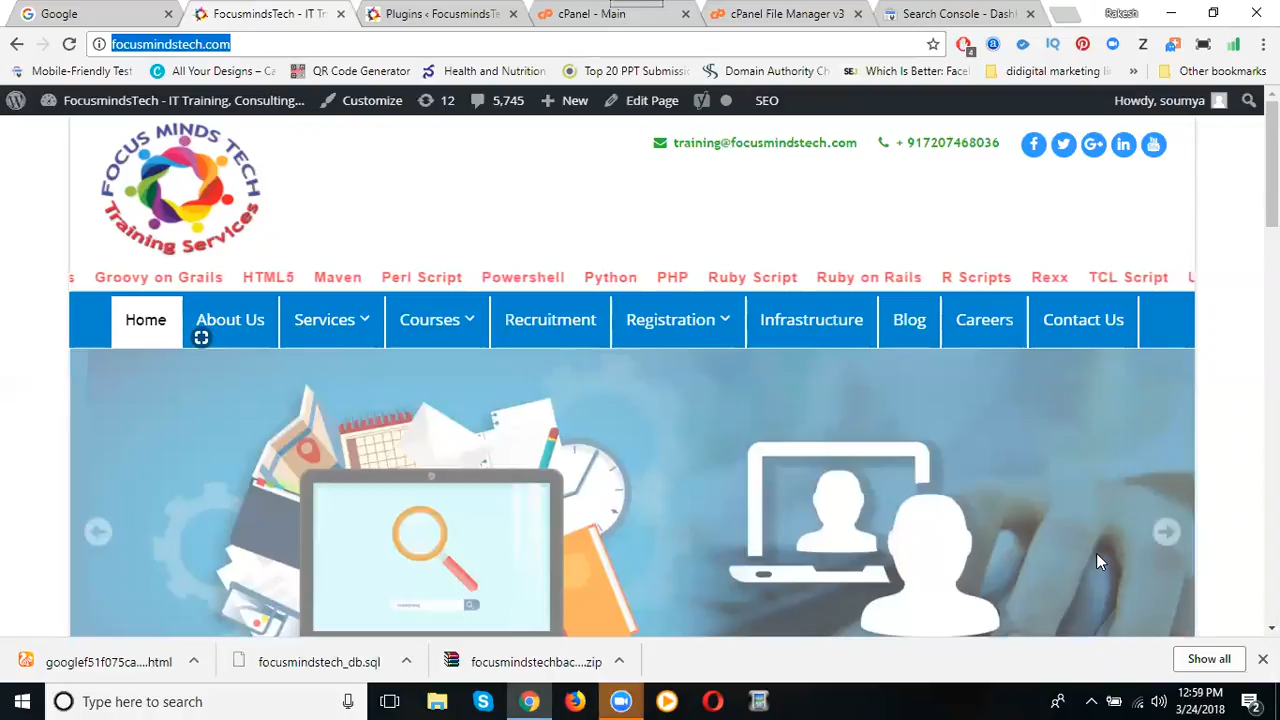 Google
FocusmindsTech - IT Tr
Plugins ‹ FocusmindsTe
cPanel - Main
cPanel File Manager v3
Search Console - Dash
Rakesh
focusmindstech.com
4
IQ
Z
Mobile-Friendly Test
All Your Designs – Ca
QR Code Generator
Health and Nutrition
Top 20 PPT Submissi
Domain Authority Ch
SEJ
Which Is Better: Facel
didigital marketing li
»
Other bookmarks
FocusmindsTech - IT Training, Consulting...
Customize
12
5,745
New
Edit Page
SEO
Howdy, soumya
FOCUS MINDS TECH
Training Services
training@focusmindstech.com
+ 917207468036
s Groovy on Grails HTML5 Maven Perl Script Powershell Python PHP Ruby Script Ruby on Rails R Scripts Rexx TCL Script
Home
About Us
Services
Courses
Recruitment
Registration
Infrastructure
Blog
Careers
Contact Us
googlef51f075ca....html
focusmindstech_db.sql
focusmindstechbac....zip
Show all
Type here to search
12:59 PM
3/24/2018
2